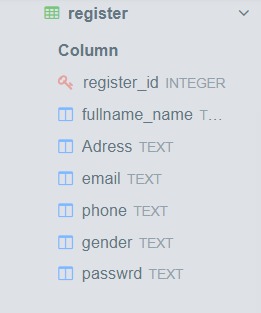 register
Column
register_id INTEGER
fullname_name T...
Adress TEXT
email TEXT
phone TEXT
gender TEXT
passwrd TEXT